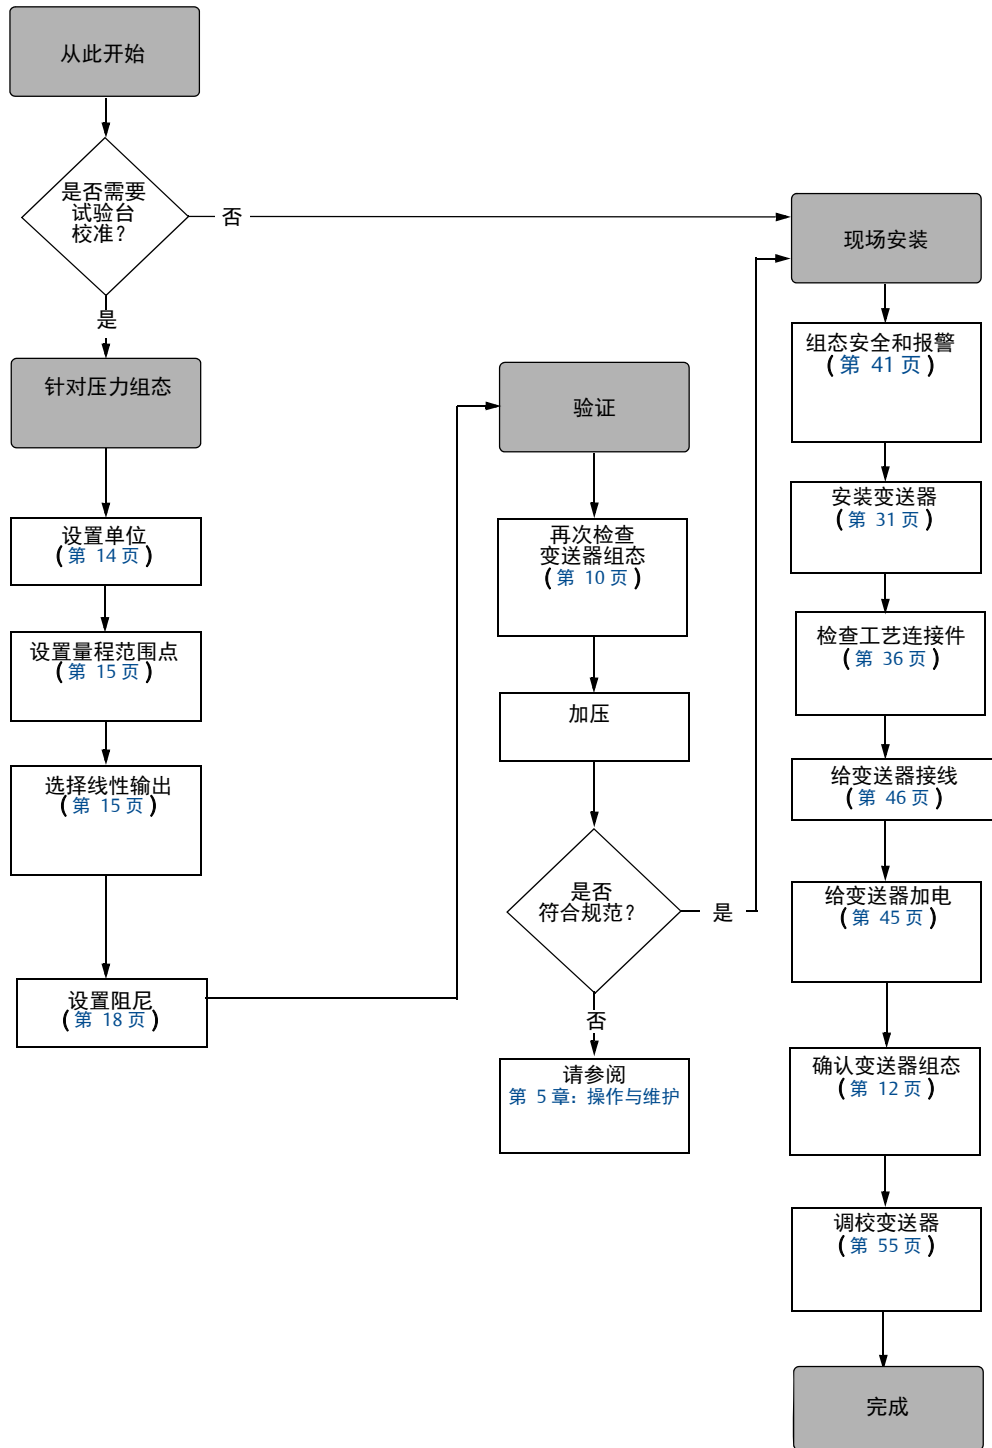 从此开始
是否需要
试验台
校准？
否
是
针对压力组态
设置单位
（第 14 页）
设置量程范围点
（第 15 页）
选择线性输出
（第 15 页）
设置阻尼
（第 18 页）
验证
再次检查
变送器组态
（第 10 页）
加压
是否
符合规范？
是
否
请参阅
第 5 章：操作与维护
现场安装
组态安全和报警
（第 41 页）
安装变送器
（第 31 页）
检查工艺连接件
（第 36 页）
给变送器接线
（第 46 页）
给变送器加电
（第 45 页）
确认变送器组态
（第 12 页）
调校变送器
（第 55 页）
完成